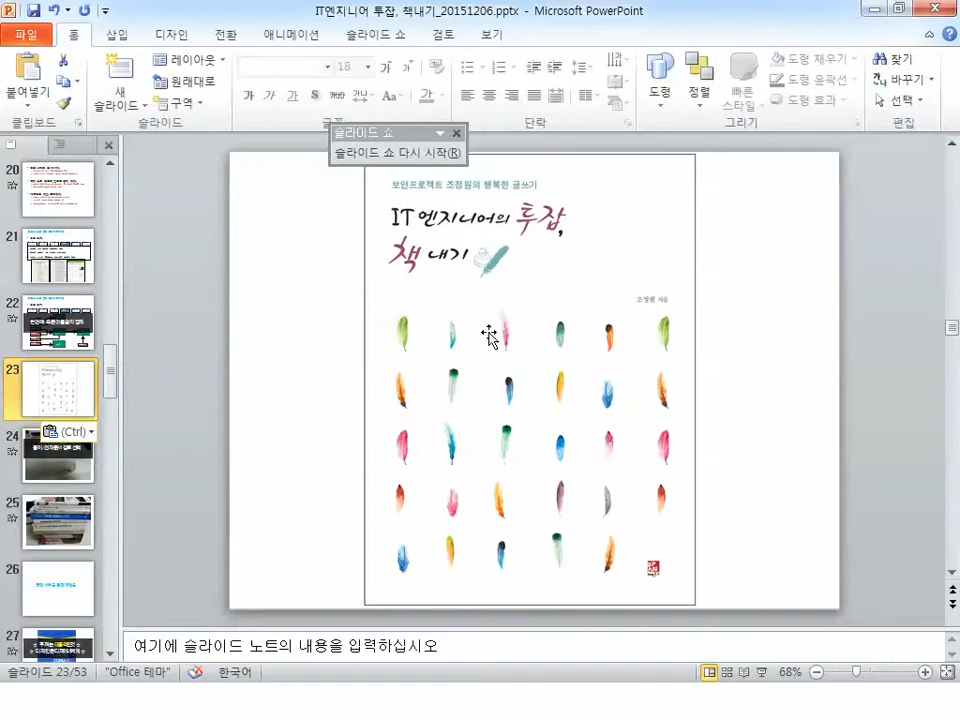 IT엔지니어 투잡, 책내기_20151206.pptx - Microsoft PowerPoint
파일 홈 삽입 디자인 전환 애니메이션 슬라이드 쇼 검토 보기
붙여넣기
클립보드
새 슬라이드
레이아웃
원래대로
구역
슬라이드
18
가 가 가 S 가가 Aa 가
단락
도형
정렬
빠른 스타일
도형 채우기
도형 윤곽선
도형 효과
그리기
찾기
바꾸기
선택
편집
슬라이드 쇼
슬라이드 쇼 다시 시작(R)
20
21
22
23
(Ctrl)
24
25
26
27
보안프로젝트 조정원의 행복한 글쓰기
IT 엔지니어의 투잡,
책 내기
조정원 지음
여기에 슬라이드 노트의 내용을 입력하십시오
슬라이드 23/53 "Office 테마" 한국어 68%